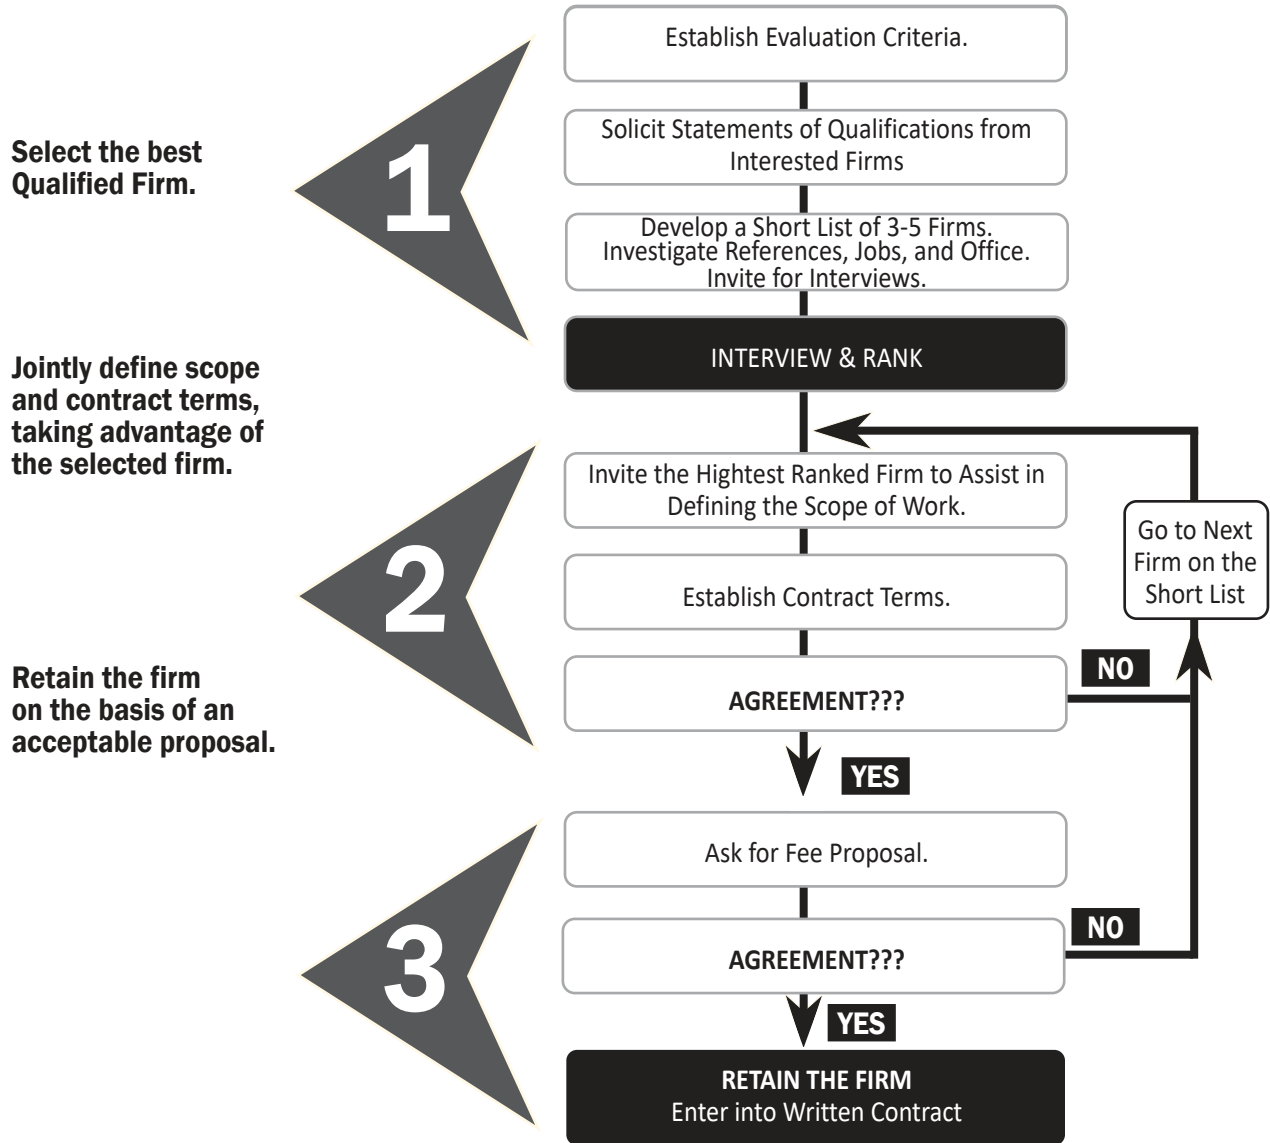 Establish Evaluation Criteria.
Select the best
Qualified Firm.
1
Solicit Statements of Qualifications from
Interested Firms
Develop a Short List of 3-5 Firms.
Investigate References, Jobs, and Office.
Invite for Interviews.
INTERVIEW & RANK
Jointly define scope
and contract terms,
taking advantage of
the selected firm.
2
Invite the Highest Ranked Firm to Assist in
Defining the Scope of Work.
Go to Next
Firm on the
Short List
Establish Contract Terms.
AGREEMENT???
NO
YES
Retain the firm
on the basis of an
acceptable proposal.
3
Ask for Fee Proposal.
AGREEMENT???
NO
YES
RETAIN THE FIRM
Enter into Written Contract